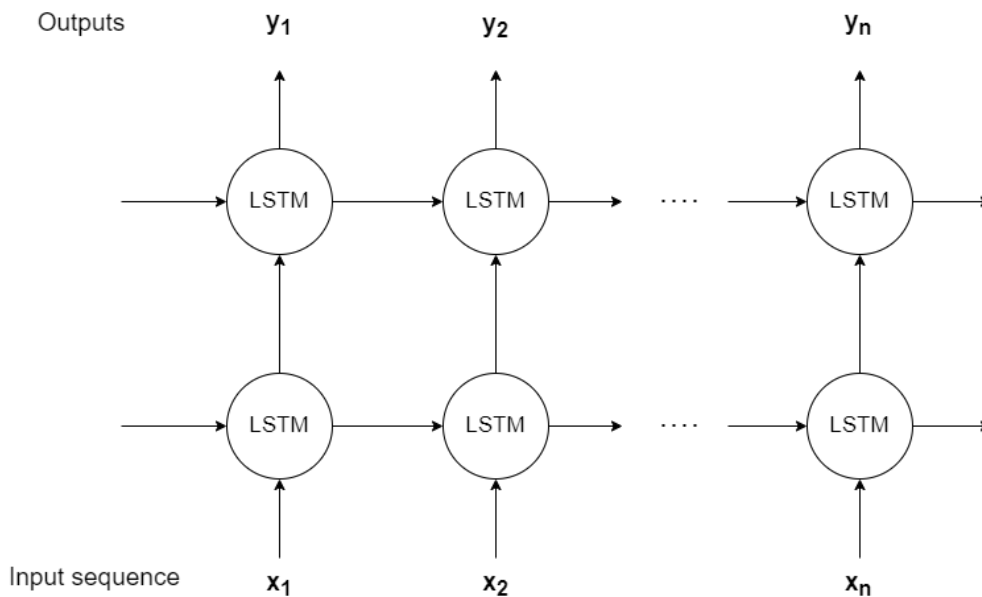 Outputs y1 y2 yn
LSTM LSTM .... LSTM
LSTM LSTM .... LSTM
Input sequence x1 x2 xn